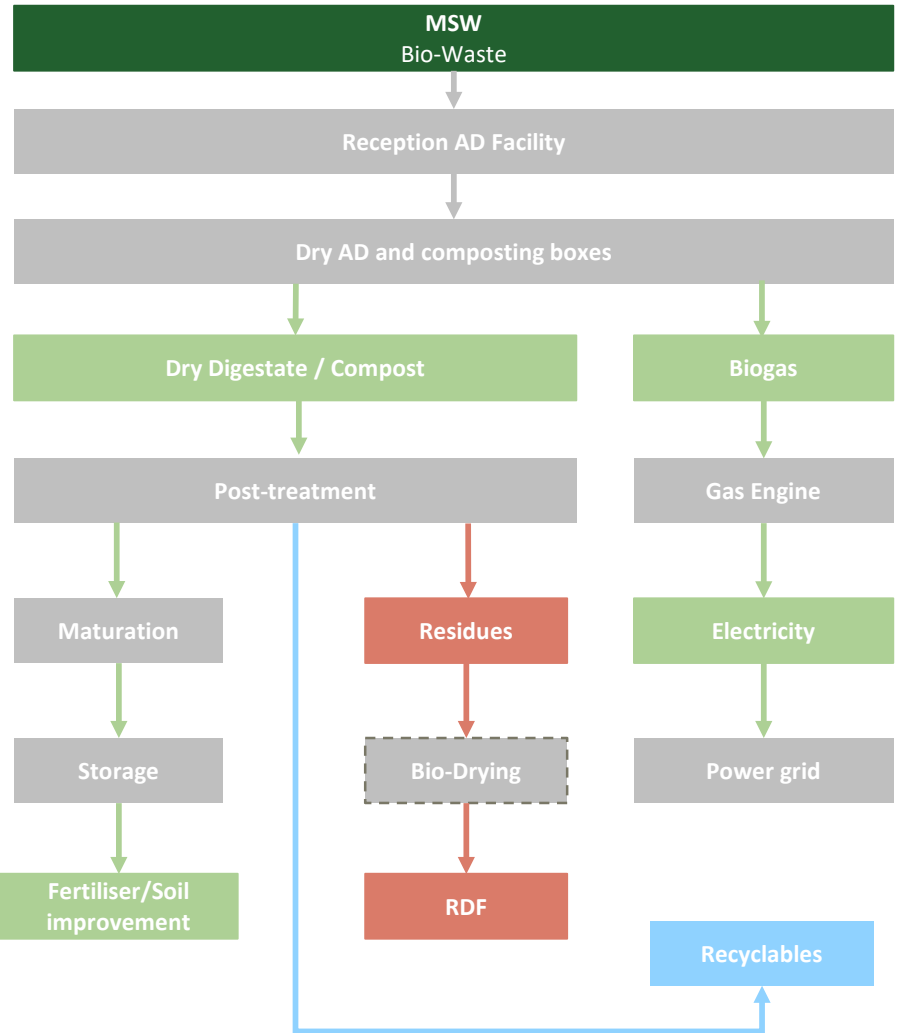 MSW
Bio-Waste
Reception AD Facility
Dry AD and composting boxes
Dry Digestate / Compost
Biogas
Post-treatment
Gas Engine
Maturation
Residues
Electricity
Storage
Bio-Drying
Power grid
Fertiliser/Soil
improvement
RDF
Recyclables